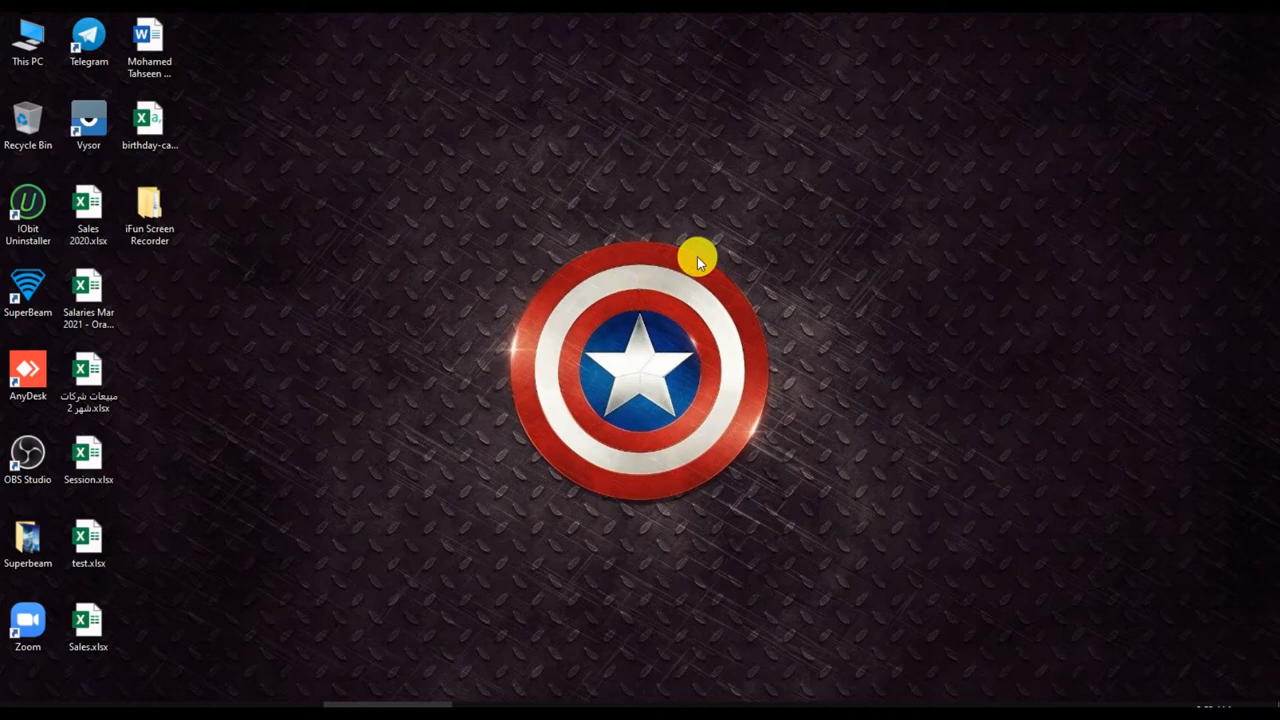 This PC
Telegram
Mohamed
Tahseen ...
Recycle Bin
Vysor
birthday-ca...
IObit
Uninstaller
Sales
2020.xlsx
iFun Screen
Recorder
SuperBeam
Salaries Mar
2021 - Ora...
AnyDesk
مبيعات شركات
شهر 2.xlsx
OBS Studio
Session.xlsx
Superbeam
test.xlsx
Zoom
Sales.xlsx